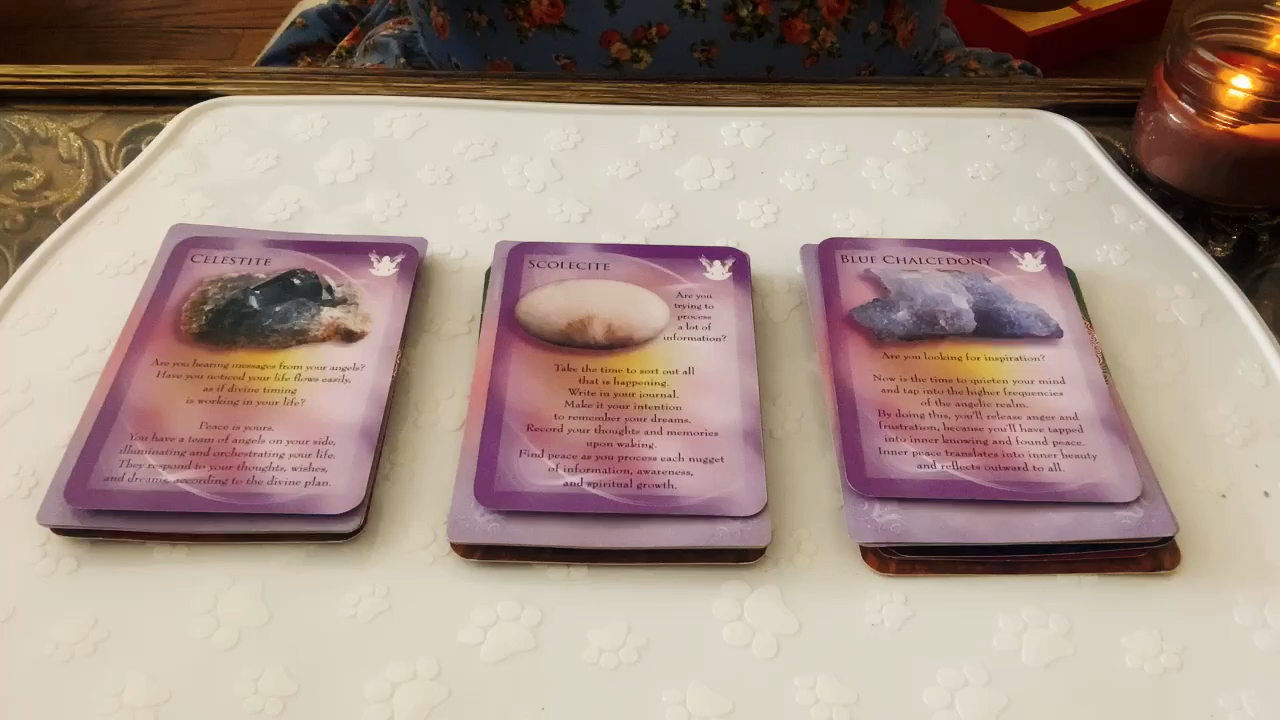 CELESTITE
Are you hearing messages from your angels?
Have you noticed your life flows easily,
as if divine timing
is working in your life?
Peace is yours.
You have a team of angels on your side,
illuminating and orchestrating your life.
They respond to your thoughts, wishes,
and dreams, according to the divine plan.
SCOLECITE
Are you
trying to
process
a lot of
information?
Take the time to sort out all
that is happening.
Write in your journal.
Make it your intention
to remember your dreams.
Record your thoughts and memories
upon waking.
Find peace as you process each nugget
of information, awareness,
and spiritual growth.
BLUE CHALCEDONY
Are you looking for inspiration?
Now is the time to quieten your mind
and tap into the higher frequencies
of the angelic realm.
By doing this, you'll release anger and
frustration, because you'll have tapped
into inner knowing and found peace.
Inner peace translates into inner beauty
and reflects outward to all.